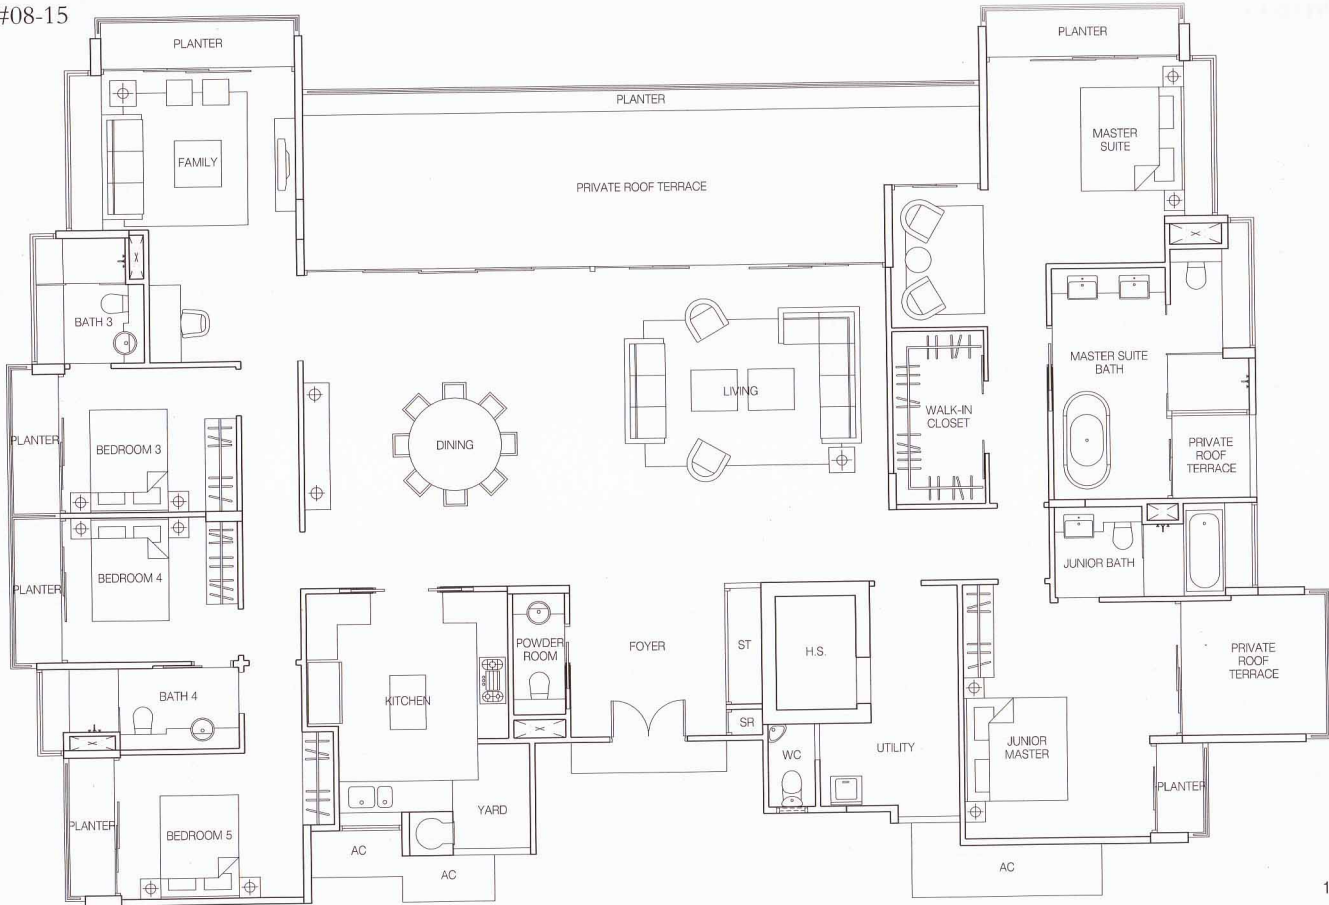 #08-15
PLANTER
PLANTER
PLANTER
FAMILY
MASTER
SUITE
PRIVATE ROOF TERRACE
BATH 3
MASTER SUITE
BATH
LIVING
WALK-IN
CLOSET
PLANTER
BEDROOM 3
DINING
PRIVATE
ROOF
TERRACE
PLANTER
BEDROOM 4
JUNIOR BATH
POWDER
ROOM
FOYER
ST
H.S.
PRIVATE
ROOF
TERRACE
BATH 4
KITCHEN
SR
WC
UTILITY
JUNIOR
MASTER
PLANTER
YARD
PLANTER
BEDROOM 5
AC
AC
AC
1